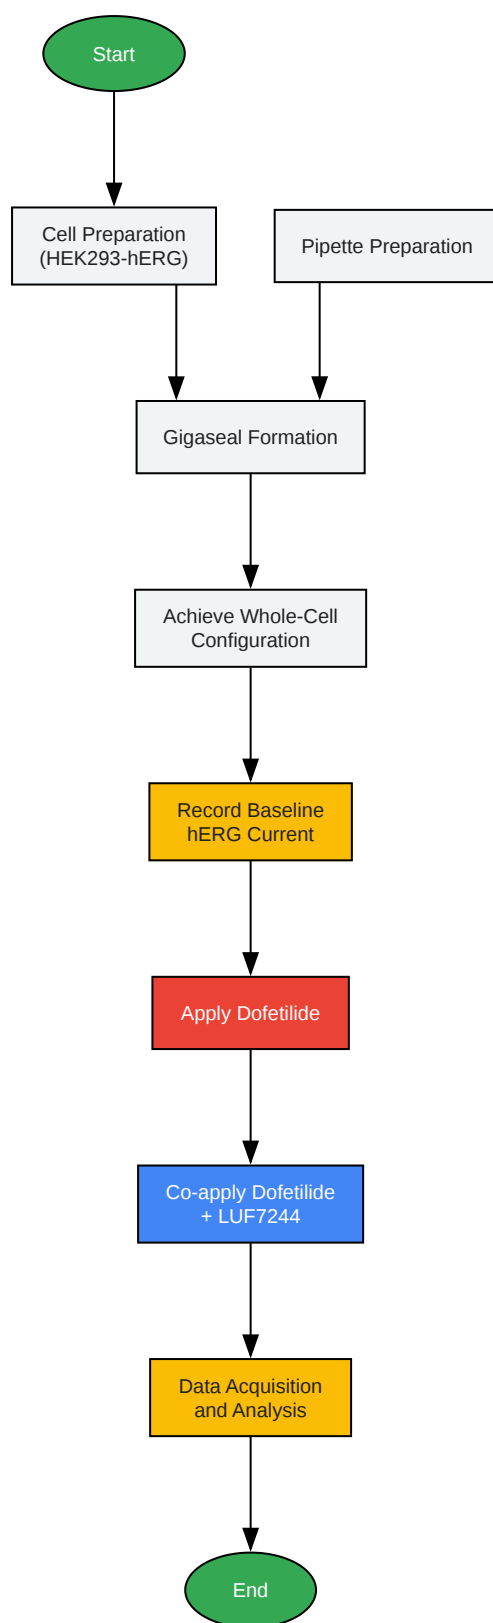 Start
Cell Preparation
(HEK293-hERG)
Pipette Preparation
Gigaseal Formation
Achieve Whole-Cell
Configuration
Record Baseline
hERG Current
Apply Dofetilide
Co-apply Dofetilide
+ LUF7244
Data Acquisition
and Analysis
End